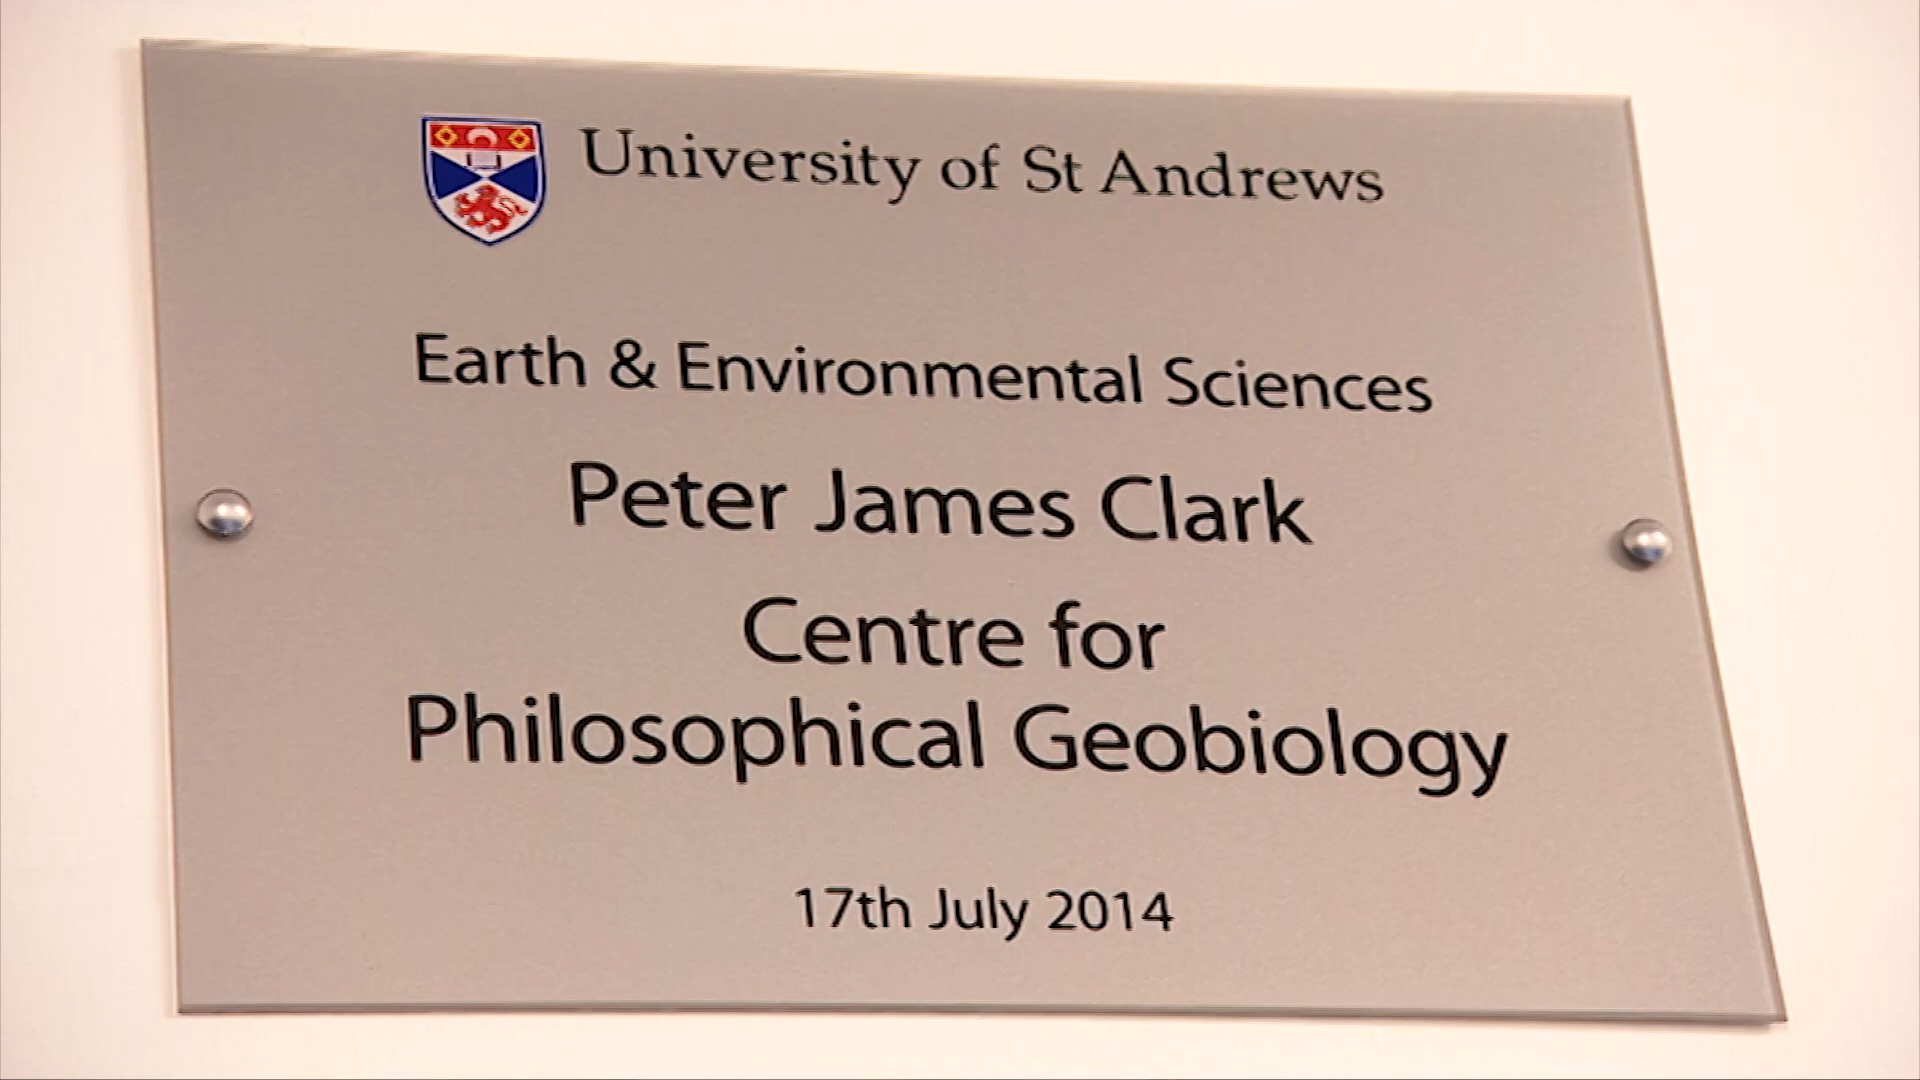 University of St Andrews
Earth & Environmental Sciences
Peter James Clark
Centre for
Philosophical Geobiology
17th July 2014